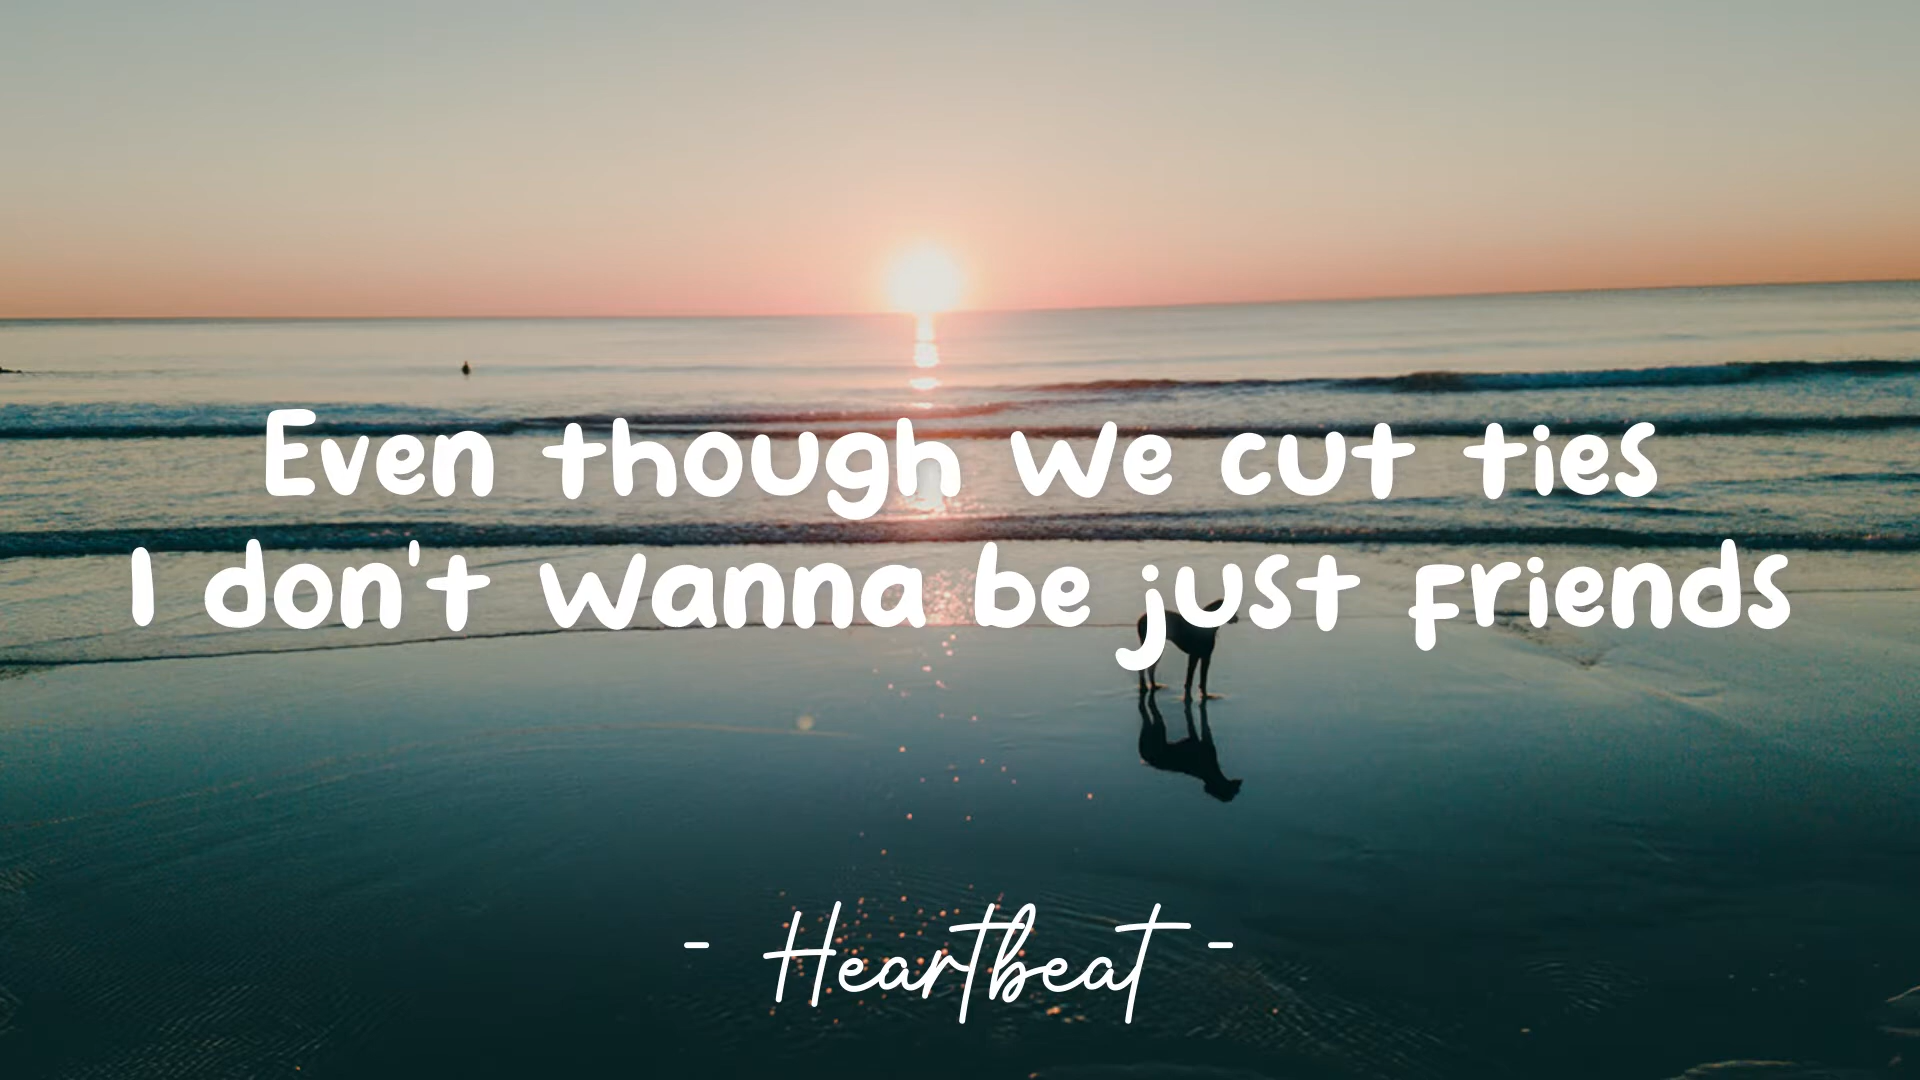 Even though we cut ties
I don't wanna be just friends
- Heartbeat -